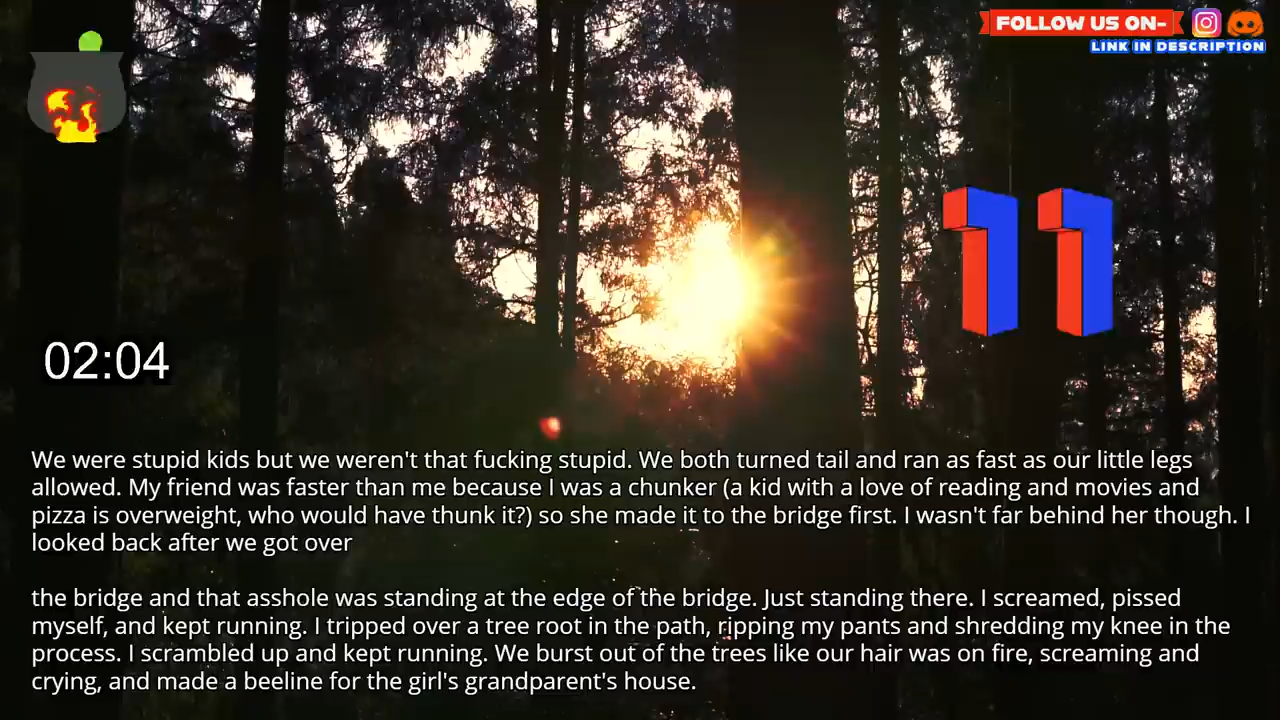 FOLLOW US ON-
LINK IN DESCRIPTION
11
02:04
We were stupid kids but we weren't that fucking stupid. We both turned tail and ran as fast as our little legs
allowed. My friend was faster than me because I was a chunker (a kid with a love of reading and movies and
pizza is overweight, who would have thunk it?) so she made it to the bridge first. I wasn't far behind her though. I
looked back after we got over
the bridge and that asshole was standing at the edge of the bridge. Just standing there. I screamed, pissed
myself, and kept running. I tripped over a tree root in the path, ripping my pants and shredding my knee in the
process. I scrambled up and kept running. We burst out of the trees like our hair was on fire, screaming and
crying, and made a beeline for the girl's grandparent's house.